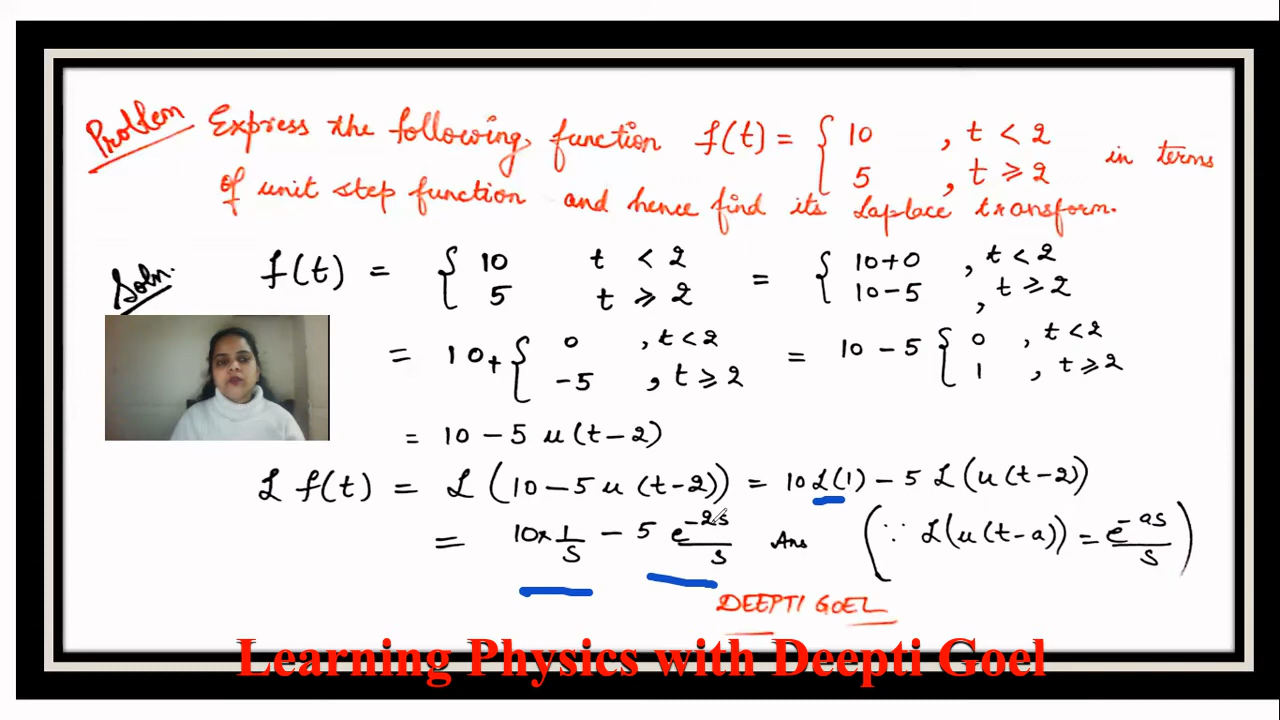 Problem Express the following function f(t) = { 10 , t < 2
5 , t ⩾ 2 in terms
of unit step function and hence find its Laplace transform.
Soln. f(t) = { 10 t < 2
5 t ⩾ 2 = { 10+0 , t < 2
10-5 , t ⩾ 2
= 10 + { 0 , t < 2
-5 , t ⩾ 2 = 10 - 5 { 0 , t < 2
1 , t ⩾ 2
= 10 - 5 u(t-2)
ℒ f(t) = ℒ (10 - 5 u (t-2)) = 10 ℒ(1) - 5 ℒ(u(t-2))
= 10 × 1/s - 5 e^{-2s}/s Ans (∵ ℒ(u(t-a)) = e^{-as}/s)
DEEPTI GOEL
Learning Physics with Deepti Goel